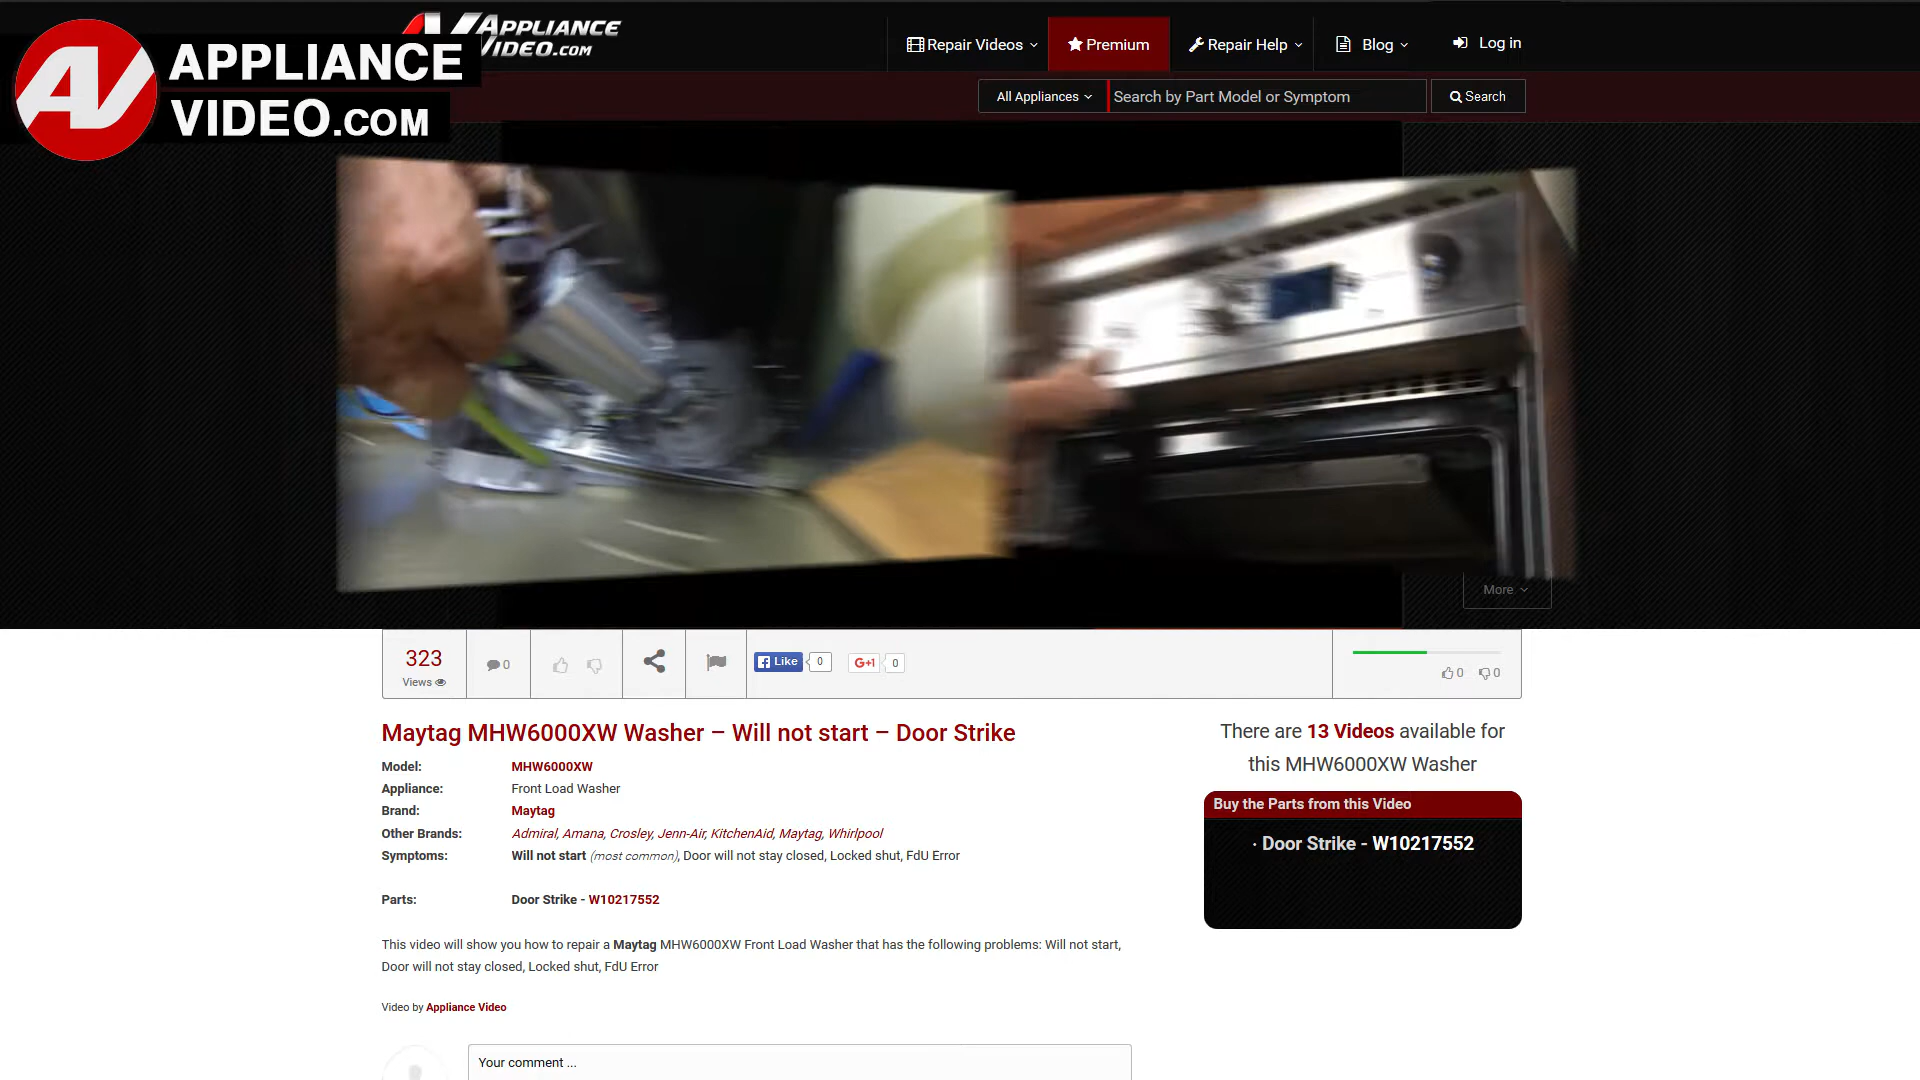 APPLIANCE
VIDEO.COM
APPLIANCE
VIDEO.COM
Repair Videos
Premium
Repair Help
Blog
Log in
All Appliances
Search by Part Model or Symptom
Search
More
323
Views
0
Like
0
G+1
0
0
0
Maytag MHW6000XW Washer – Will not start – Door Strike
Model: MHW6000XW
Appliance: Front Load Washer
Brand: Maytag
Other Brands: Admiral, Amana, Crosley, Jenn-Air, KitchenAid, Maytag, Whirlpool
Symptoms: Will not start (most common), Door will not stay closed, Locked shut, FdU Error
Parts: Door Strike - W10217552
This video will show you how to repair a Maytag MHW6000XW Front Load Washer that has the following problems: Will not start,
Door will not stay closed, Locked shut, FdU Error
Video by Appliance Video
Your comment ...
There are 13 Videos available for
this MHW6000XW Washer
Buy the Parts from this Video
· Door Strike - W10217552